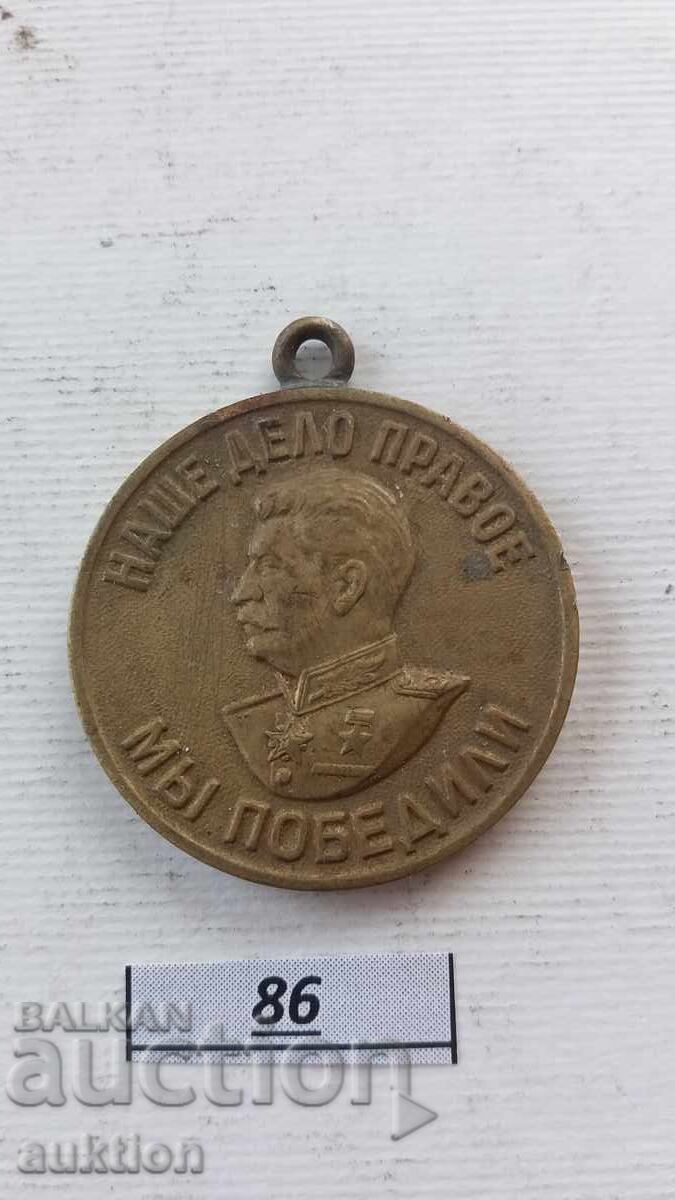 НАШЕ ДЕЛО ПРАВОЕ
МЫ ПОБЕДИЛИ
86
BALKAN
auction
auktion